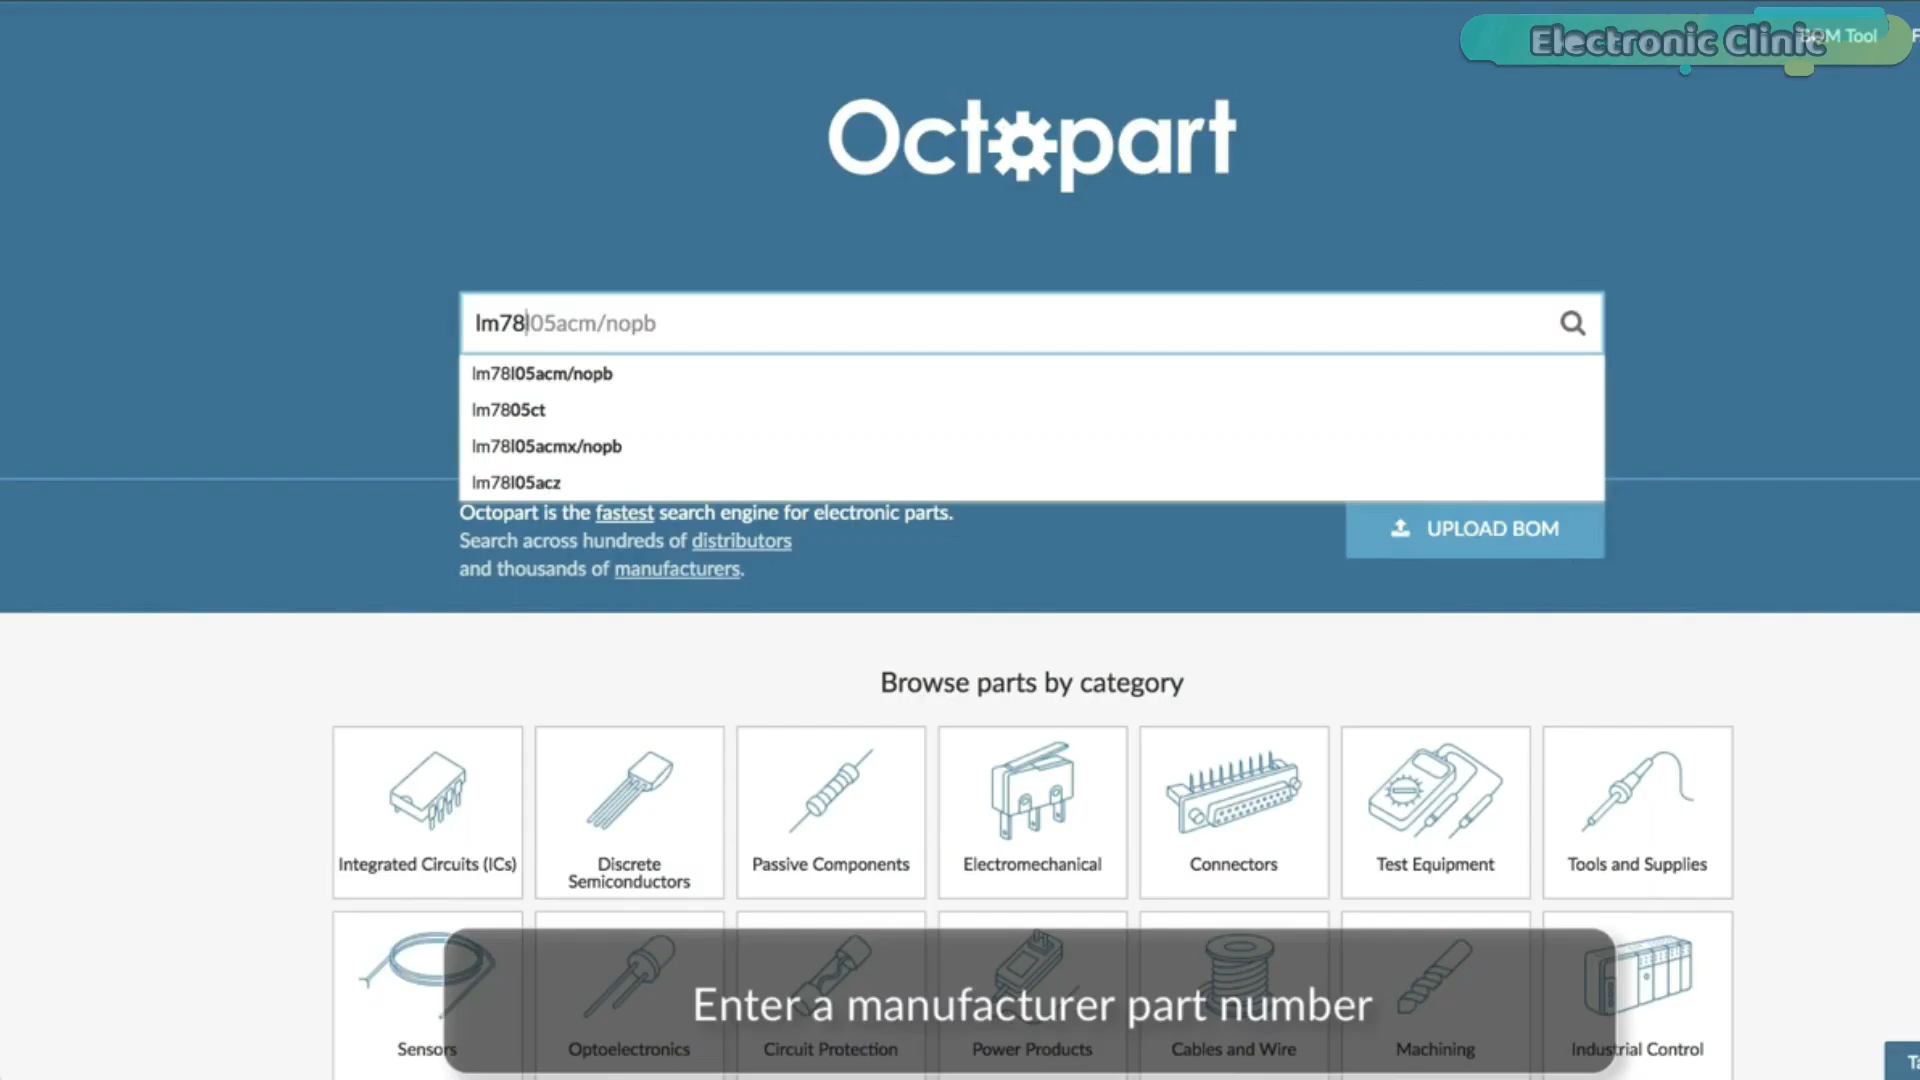 Electronic Clinic
BOM Tool
Octopart
lm78l05acm/nopb
lm78l05acm/nopb
lm7805ct
lm78l05acmx/nopb
lm78l05acz
Octopart is the fastest search engine for electronic parts.
Search across hundreds of distributors
and thousands of manufacturers.
UPLOAD BOM
Browse parts by category
Integrated Circuits (ICs)
Discrete
Semiconductors
Passive Components
Electromechanical
Connectors
Test Equipment
Tools and Supplies
Enter a manufacturer part number
Sensors
Optoelectronics
Circuit Protection
Power Products
Cables and Wire
Machining
Industrial Control